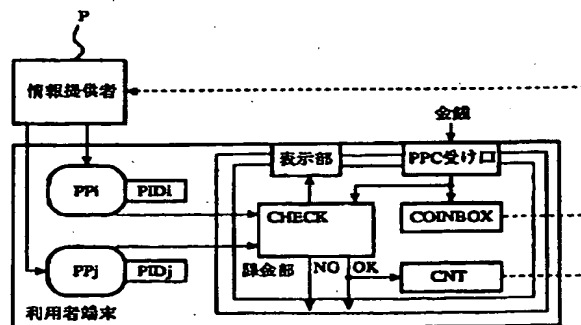 P
情報提供者
金銭
表示部
PPC受け口
PPi
PIDi
CHECK
COINBOX
課金部
NO
OK
PPj
PIDj
CNT
利用者端末